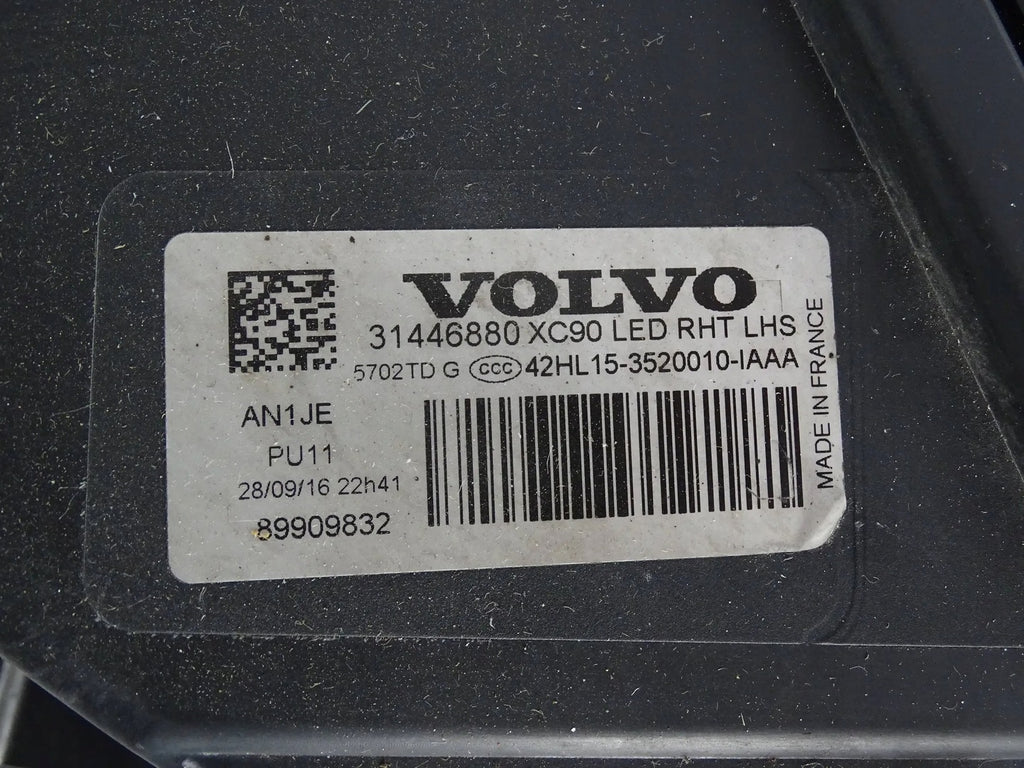 VOLVO
31446880 XC90 LED RHT LHS
5702TD G CCC 42HL15-3520010-IAAA
AN1JE
PU11
28/09/16 22h41
89909832
MADE IN FRANCE